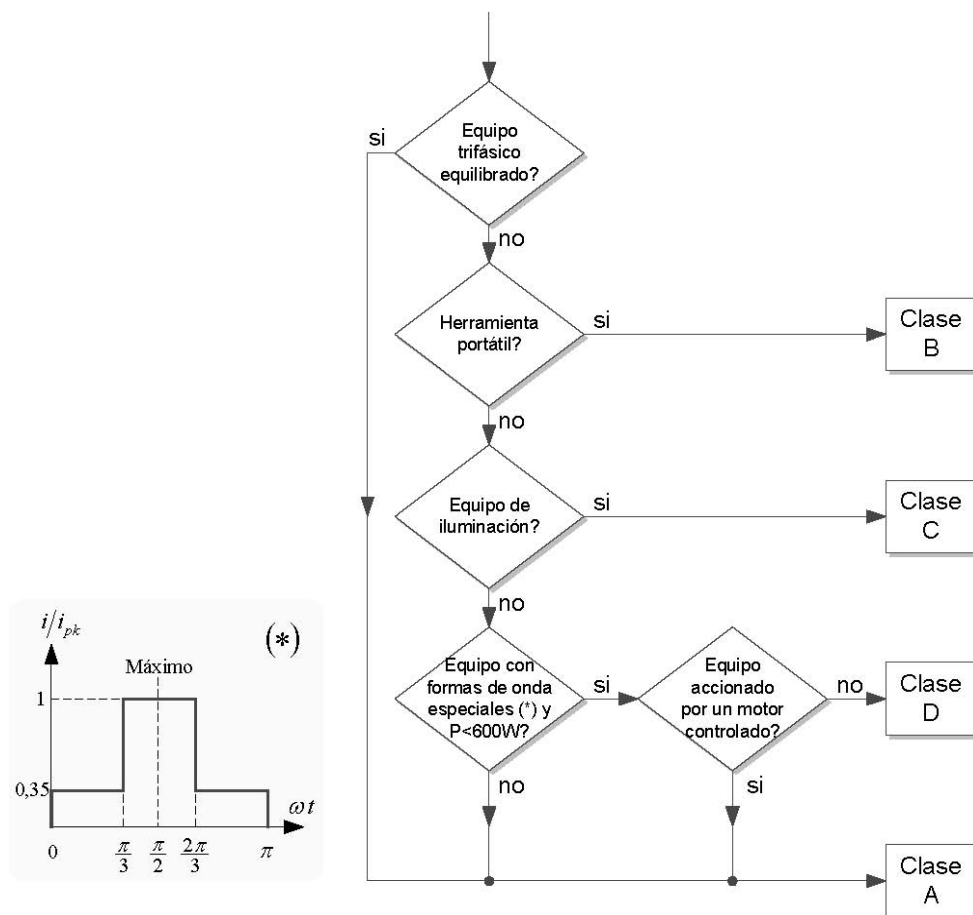 Equipo
trifásico
equilibrado?
si
no
Herramienta
portátil?
si
Clase
B
no
Equipo de
iluminación?
si
Clase
C
no
Equipo con
formas de onda
especiales (*) y
P<600W?
si
Equipo
accionado
por un motor
controlado?
no
Clase
D
no
si
Clase
A
i/i_pk
(*)
Máximo
1
0,35
ωt
0
π/3
π/2
2π/3
π